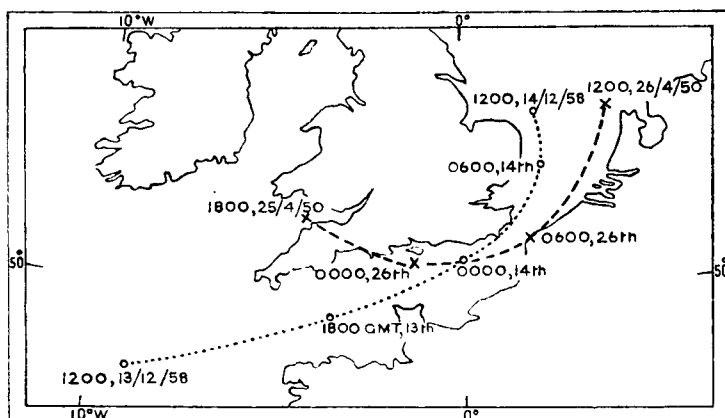 10°W
0°
1200, 14/12/58
1200, 26/4/50
0600, 14TH
1800, 25/4/50
0600, 26TH
50°
0000, 26TH
0000, 14TH
50°
1800 GMT, 13TH
1200, 13/12/58
10°W
0°